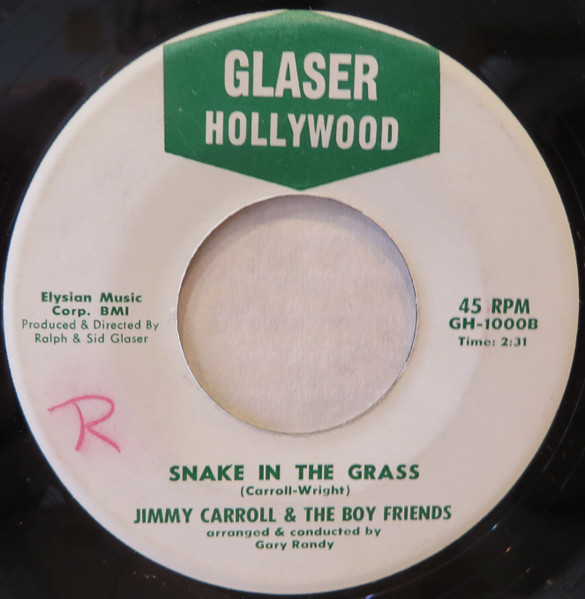 GLASER
HOLLYWOOD
Elysian Music
Corp. BMI
Produced & Directed By
Ralph & Sid Glaser
45 RPM
GH-1000B
Time: 2:31
R
SNAKE IN THE GRASS
(Carroll-Wright)
JIMMY CARROLL & THE BOY FRIENDS
arranged & conducted by
Gary Randy